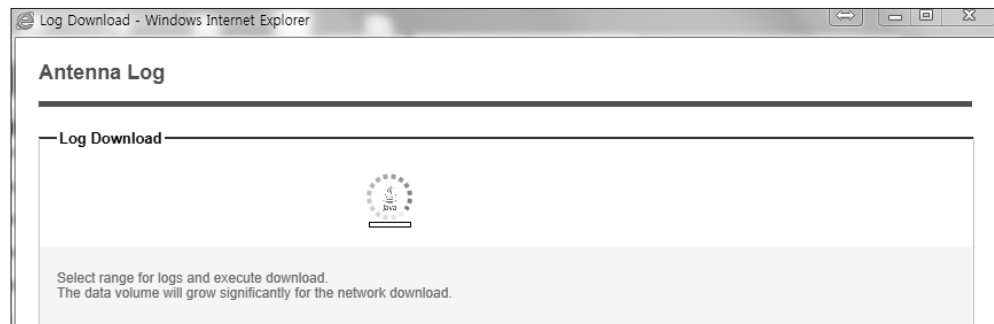 Log Download - Windows Internet Explorer
Antenna Log
Log Download
Java
Select range for logs and execute download.
The data volume will grow significantly for the network download.